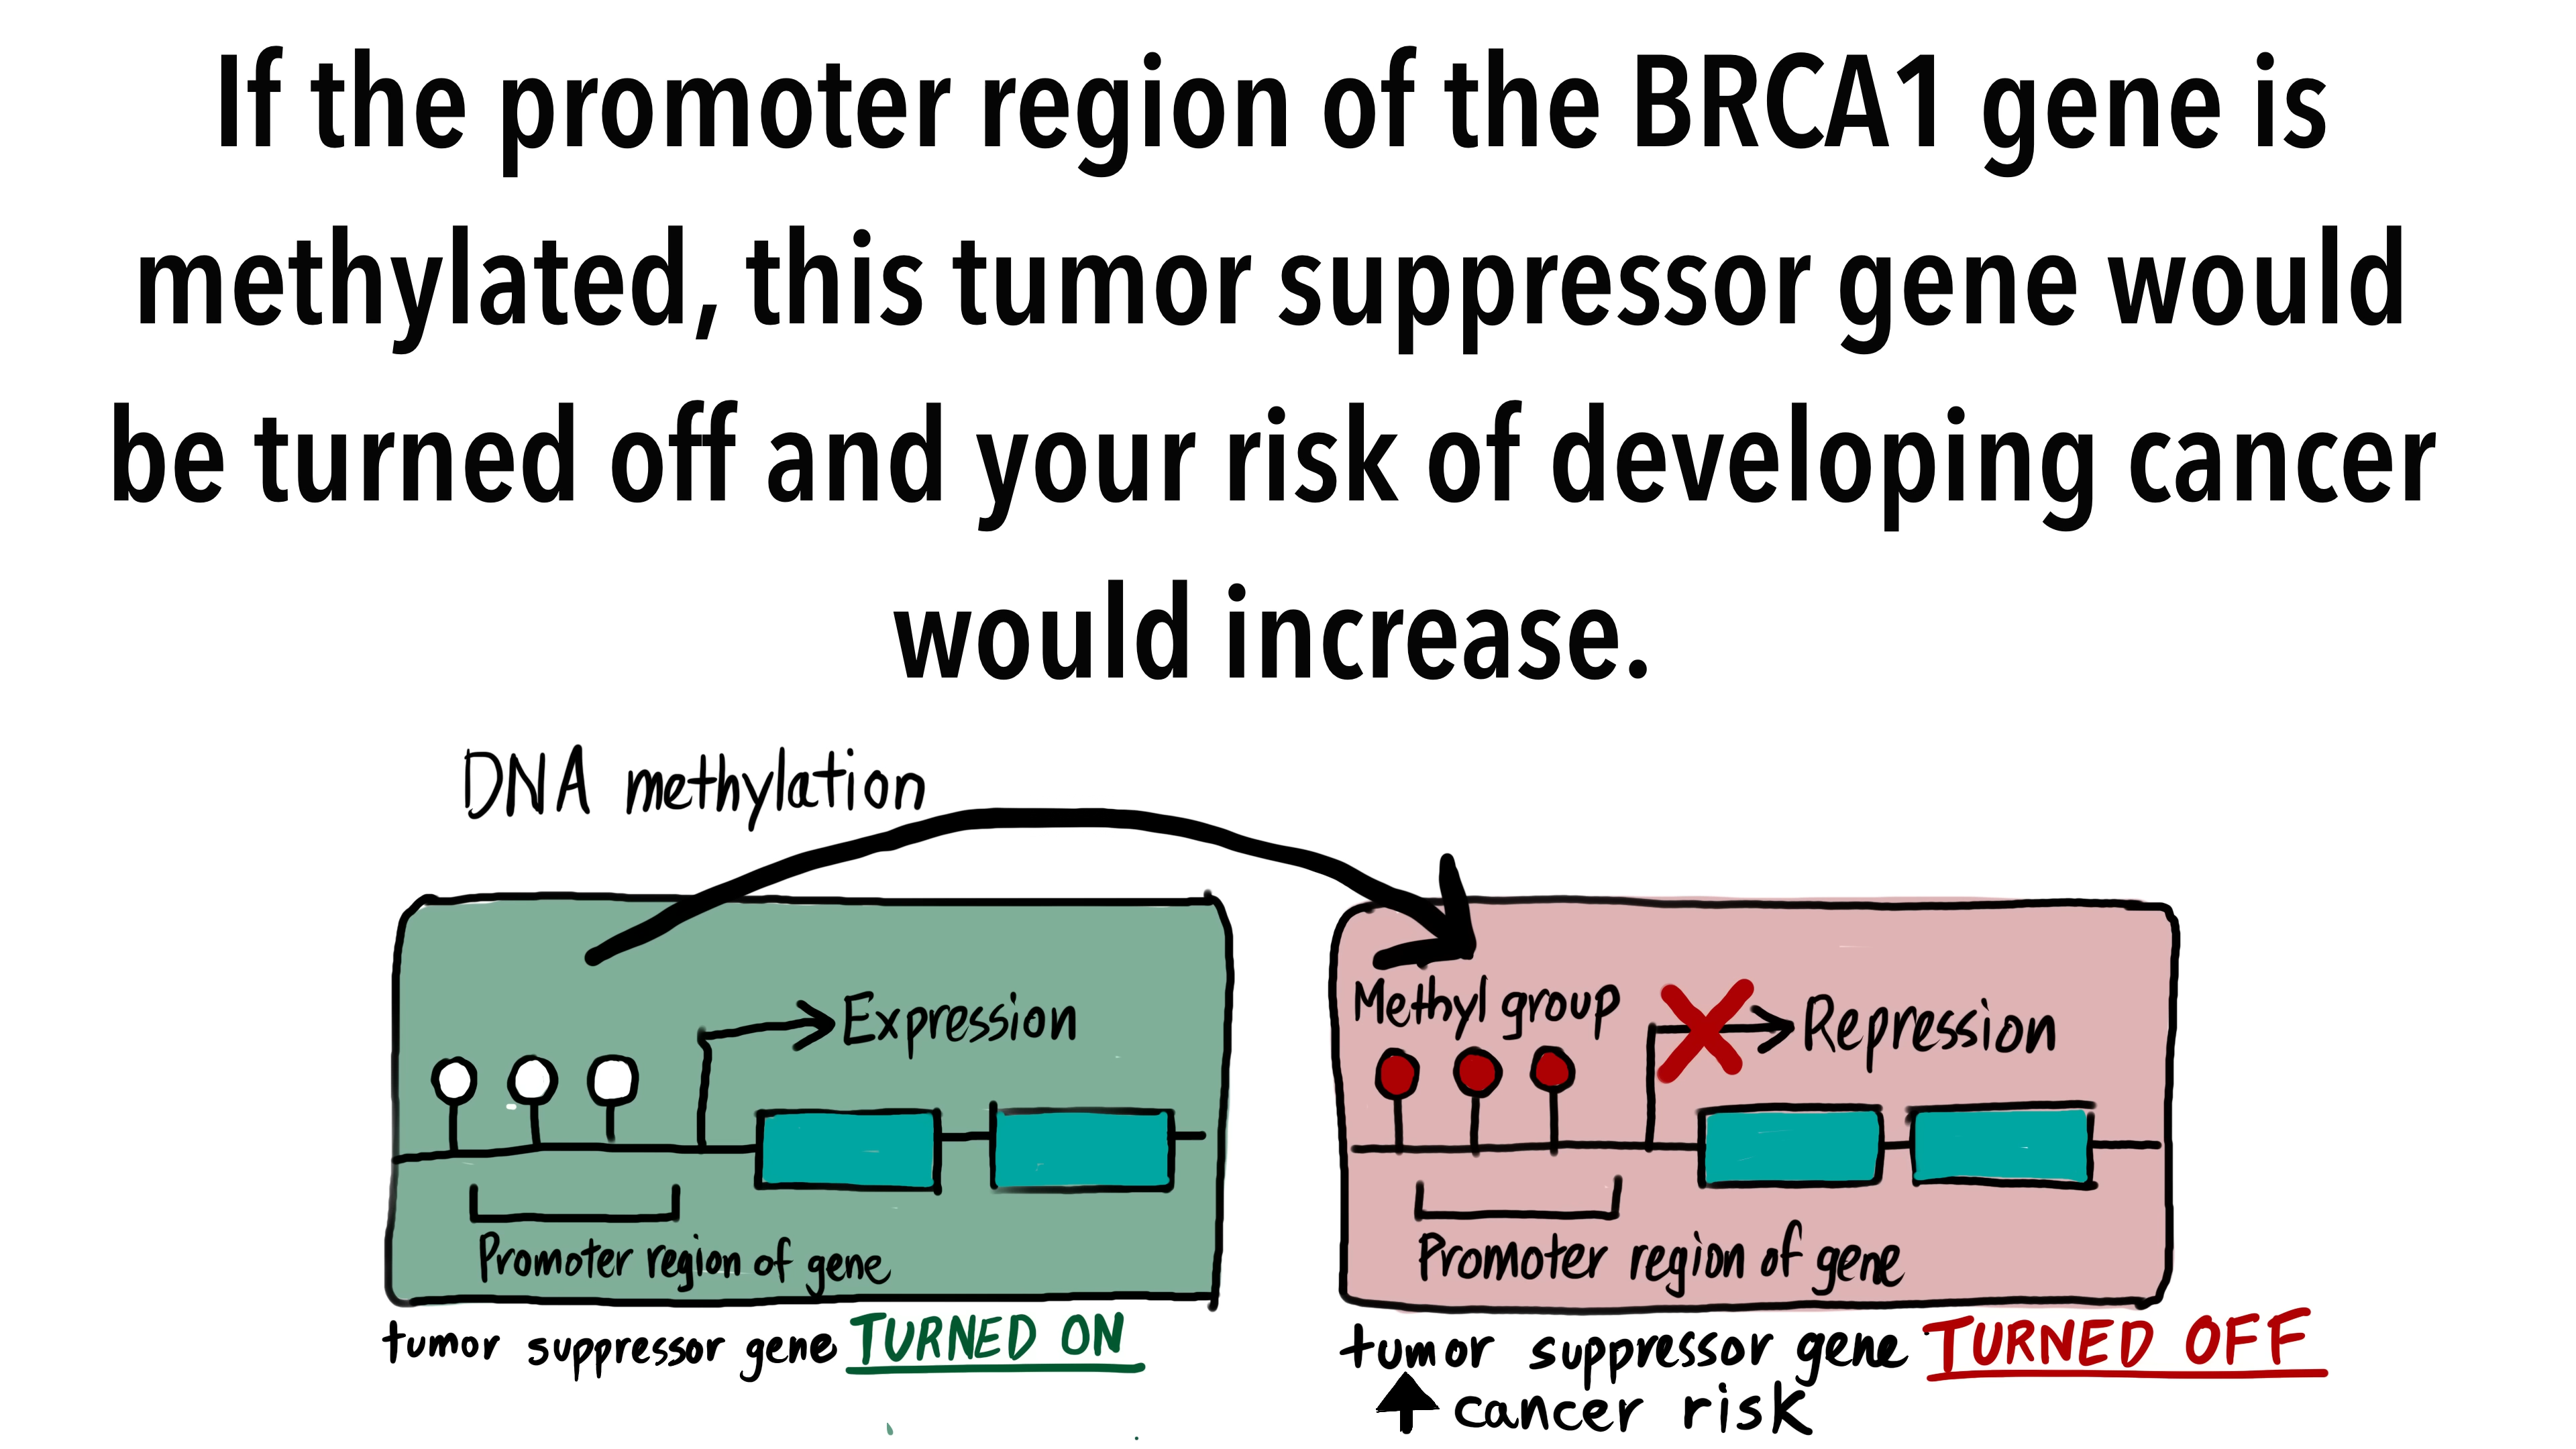 If the promoter region of the BRCA1 gene is
methylated, this tumor suppressor gene would
be turned off and your risk of developing cancer
would increase.
DNA methylation
Expression
Promoter region of gene
tumor suppressor gene TURNED ON
Methyl group
Repression
Promoter region of gene
tumor suppressor gene TURNED OFF
cancer risk